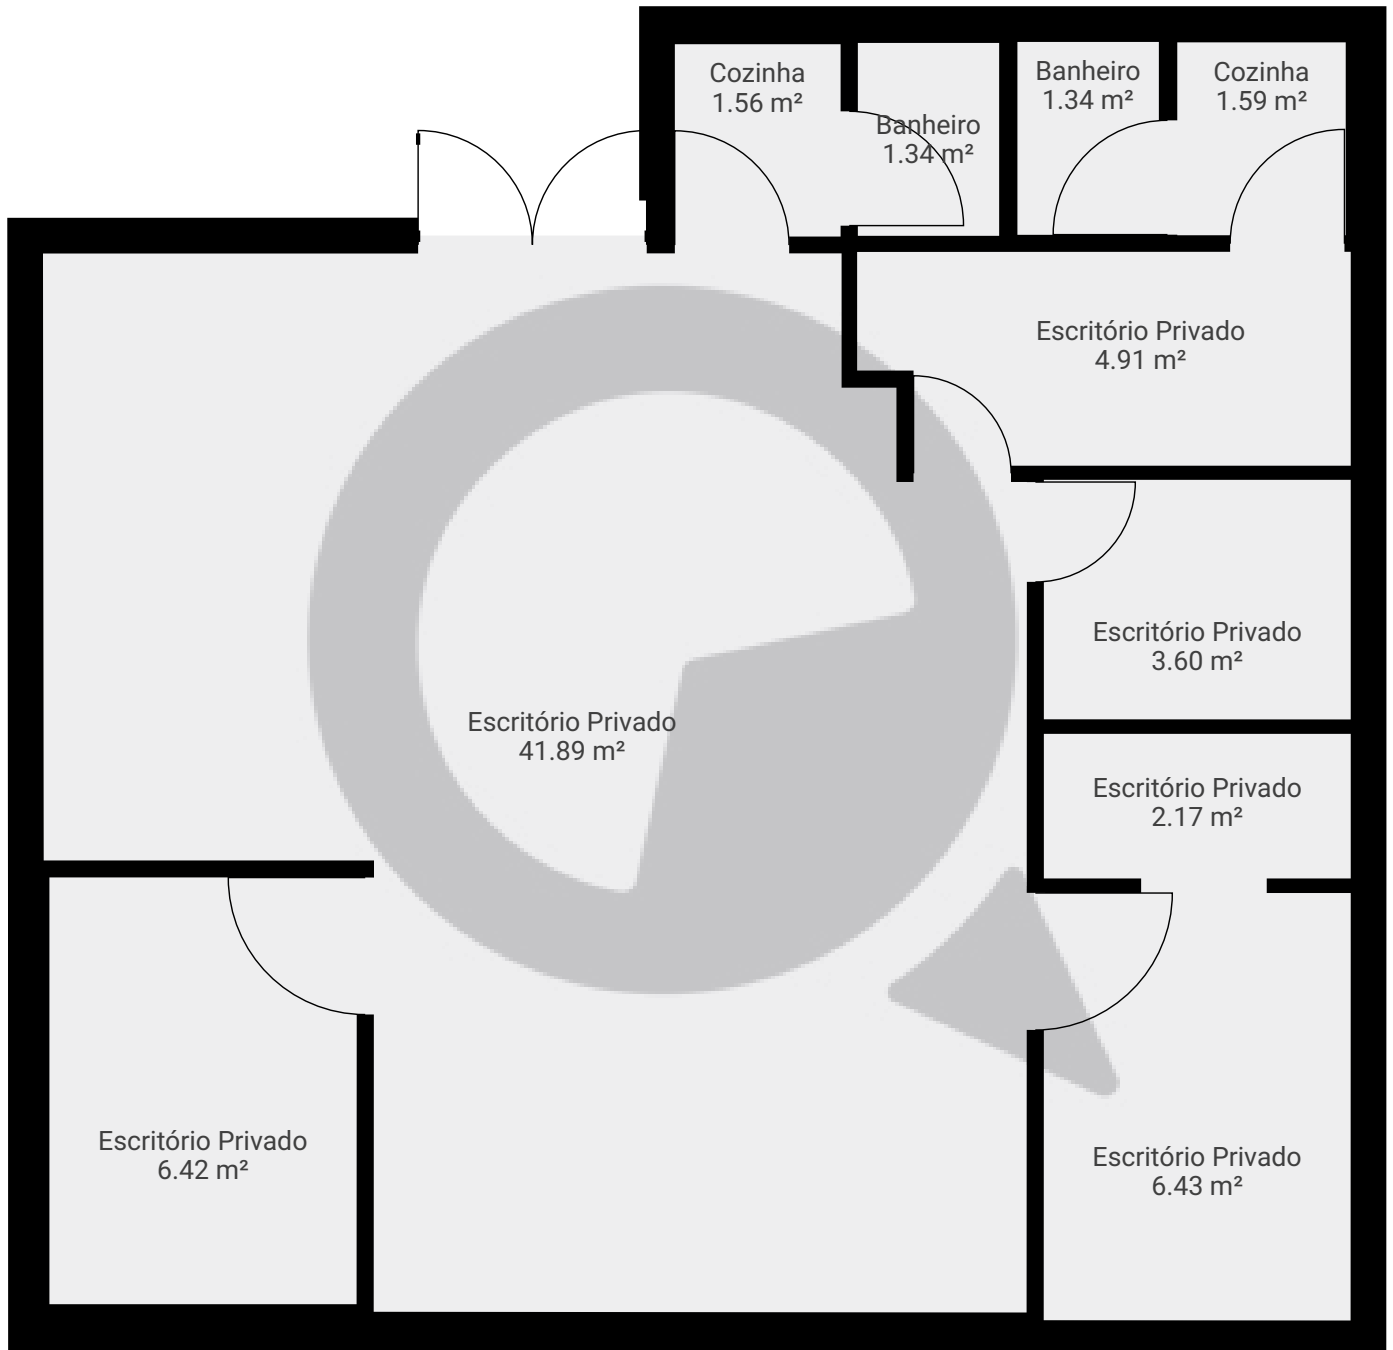 Cozinha
1.56 m²
Banheiro
1.34 m²
Banheiro
1.34 m²
Cozinha
1.59 m²
Escritório Privado
4.91 m²
Escritório Privado
3.60 m²
Escritório Privado
41.89 m²
Escritório Privado
2.17 m²
Escritório Privado
6.42 m²
Escritório Privado
6.43 m²